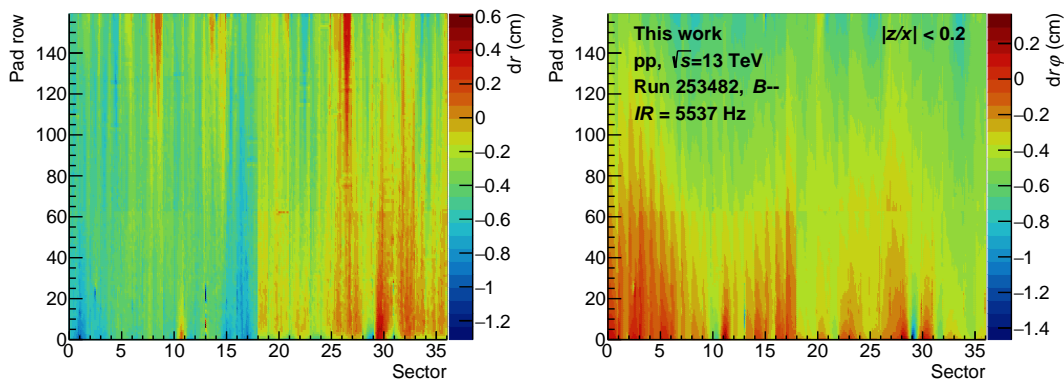 This work
|z/x| < 0.2
pp, √s=13 TeV
Run 253482, B--
IR = 5537 Hz
Pad row
140
120
100
80
60
40
20
0
0 5 10 15 20 25 30 35
Sector
dr (cm)
0.6
0.4
0.2
0
−0.2
−0.4
−0.6
−0.8
−1
−1.2
Pad row
140
120
100
80
60
40
20
0
0 5 10 15 20 25 30 35
Sector
drφ (cm)
0.2
0
−0.2
−0.4
−0.6
−0.8
−1
−1.2
−1.4